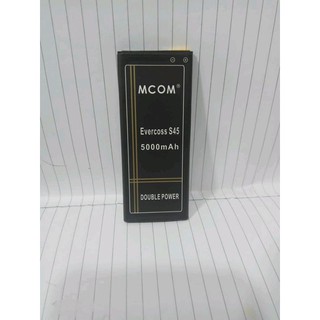 MCOM®
Evercoss S45
5000mAh
DOUBLE POWER